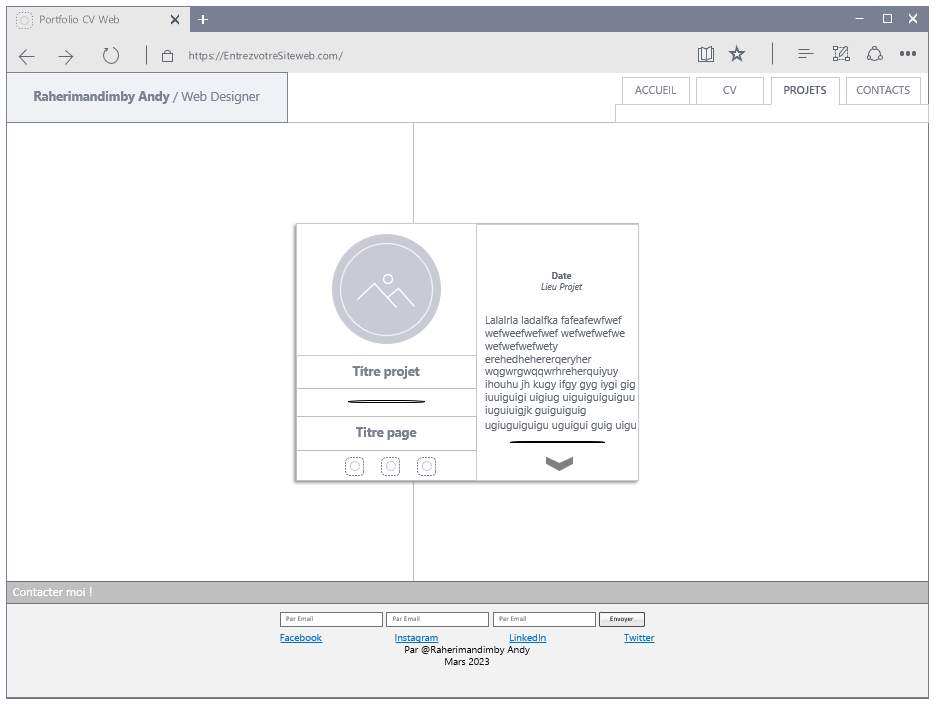 Portfolio CV Web
https://EntrezvotreSiteweb.com/
Raherimandimby Andy / Web Designer
ACCUEIL
CV
PROJETS
CONTACTS
Titre projet
Titre page
Date
Lieu Projet
Lalalrla ladalfka fafeafewfwef
wefweefwefwef wefwefwefwe
wefwefwefwety
erehedhehererqeryher
wqgwrgwqqwrhreherquiyuy
ihouhu jh kugy ifgy gyg iygi gig
iuuiguigi uigiug uiguiguiguiguu
iuguiuigjk guiguiguig
ugiuguiguigu uguigui guig uigu
Contacter moi !
Par Email
Par Email
Par Email
Envoyer
Facebook
Instagram
LinkedIn
Twitter
Par @Raherimandimby Andy
Mars 2023